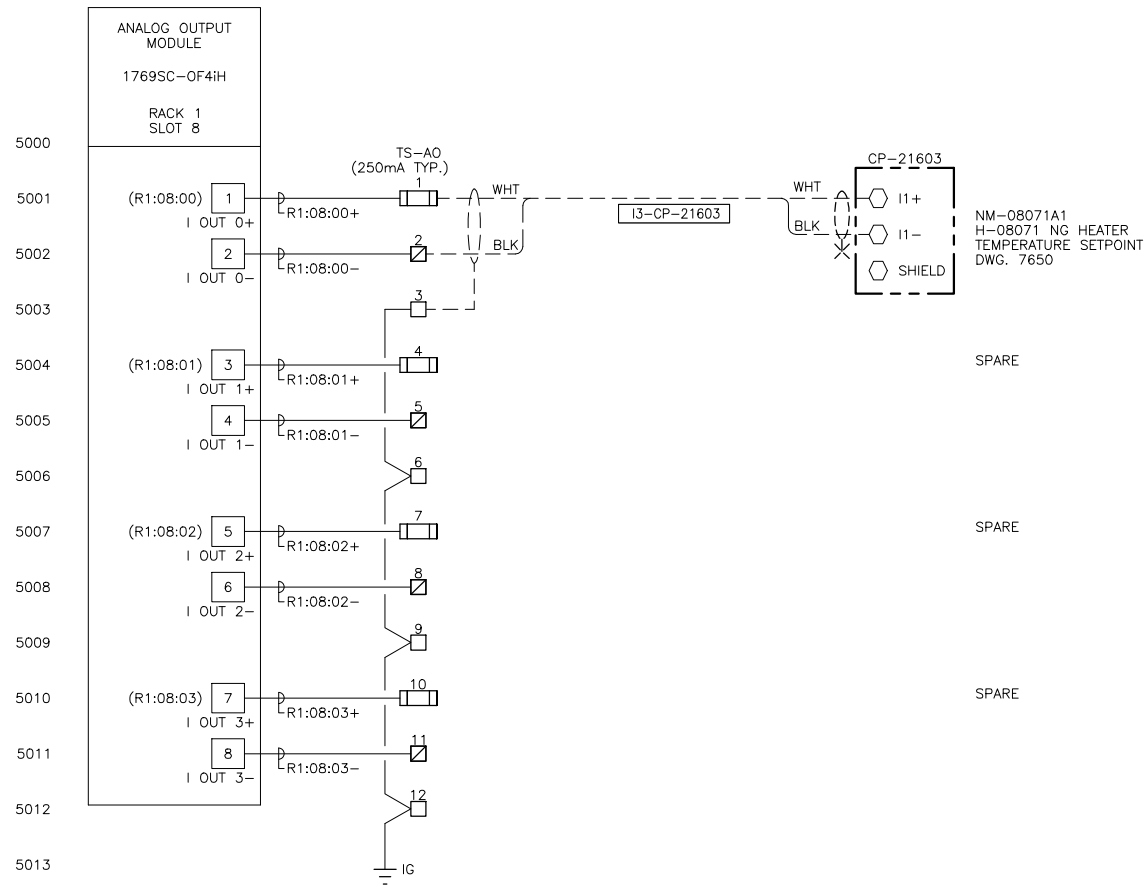 ANALOG OUTPUT
MODULE
1769SC-OF4iH
RACK 1
SLOT 8
5000
TS-AO
(250mA TYP.)
CP-21603
5001
(R1:08:00)
1
I OUT 0+
R1:08:00+
1
WHT
I3-CP-21603
WHT
I1+
5002
2
I OUT 0-
R1:08:00-
2
BLK
BLK
I1-
SHIELD
NM-08071A1
H-08071 NG HEATER
TEMPERATURE SETPOINT
DWG. 7650
5003
3
5004
(R1:08:01)
3
I OUT 1+
R1:08:01+
4
SPARE
5005
4
I OUT 1-
R1:08:01-
5
5006
6
5007
(R1:08:02)
5
I OUT 2+
R1:08:02+
7
SPARE
5008
6
I OUT 2-
R1:08:02-
8
5009
9
5010
(R1:08:03)
7
I OUT 3+
R1:08:03+
10
SPARE
5011
8
I OUT 3-
R1:08:03-
11
5012
12
5013
IG